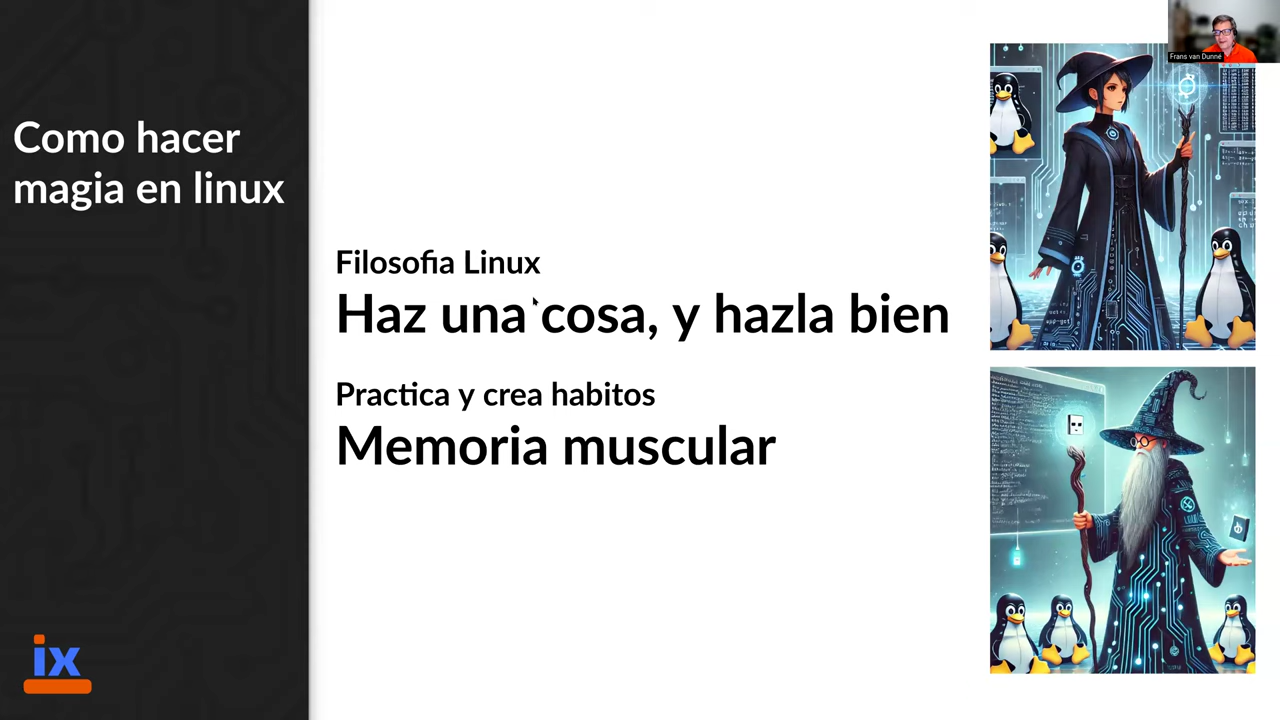 Como hacer
magia en linux
Filosofia Linux
Haz una cosa, y hazla bien
Practica y crea habitos
Memoria muscular
Frans van Dunné
ix